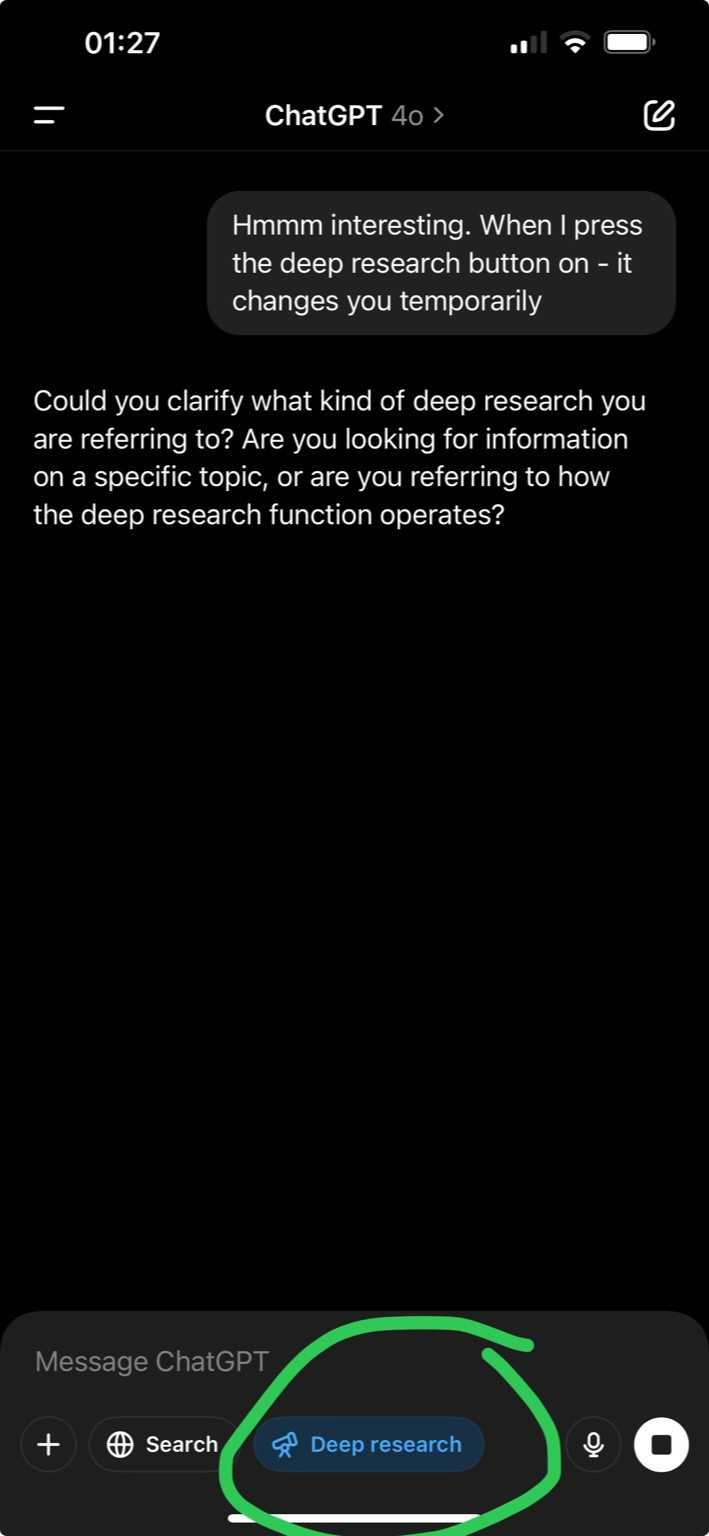 01:27
ChatGPT 4o >
Hmmm interesting. When I press
the deep research button on - it
changes you temporarily
Could you clarify what kind of deep research you
are referring to? Are you looking for information
on a specific topic, or are you referring to how
the deep research function operates?
Message ChatGPT
Search
Deep research